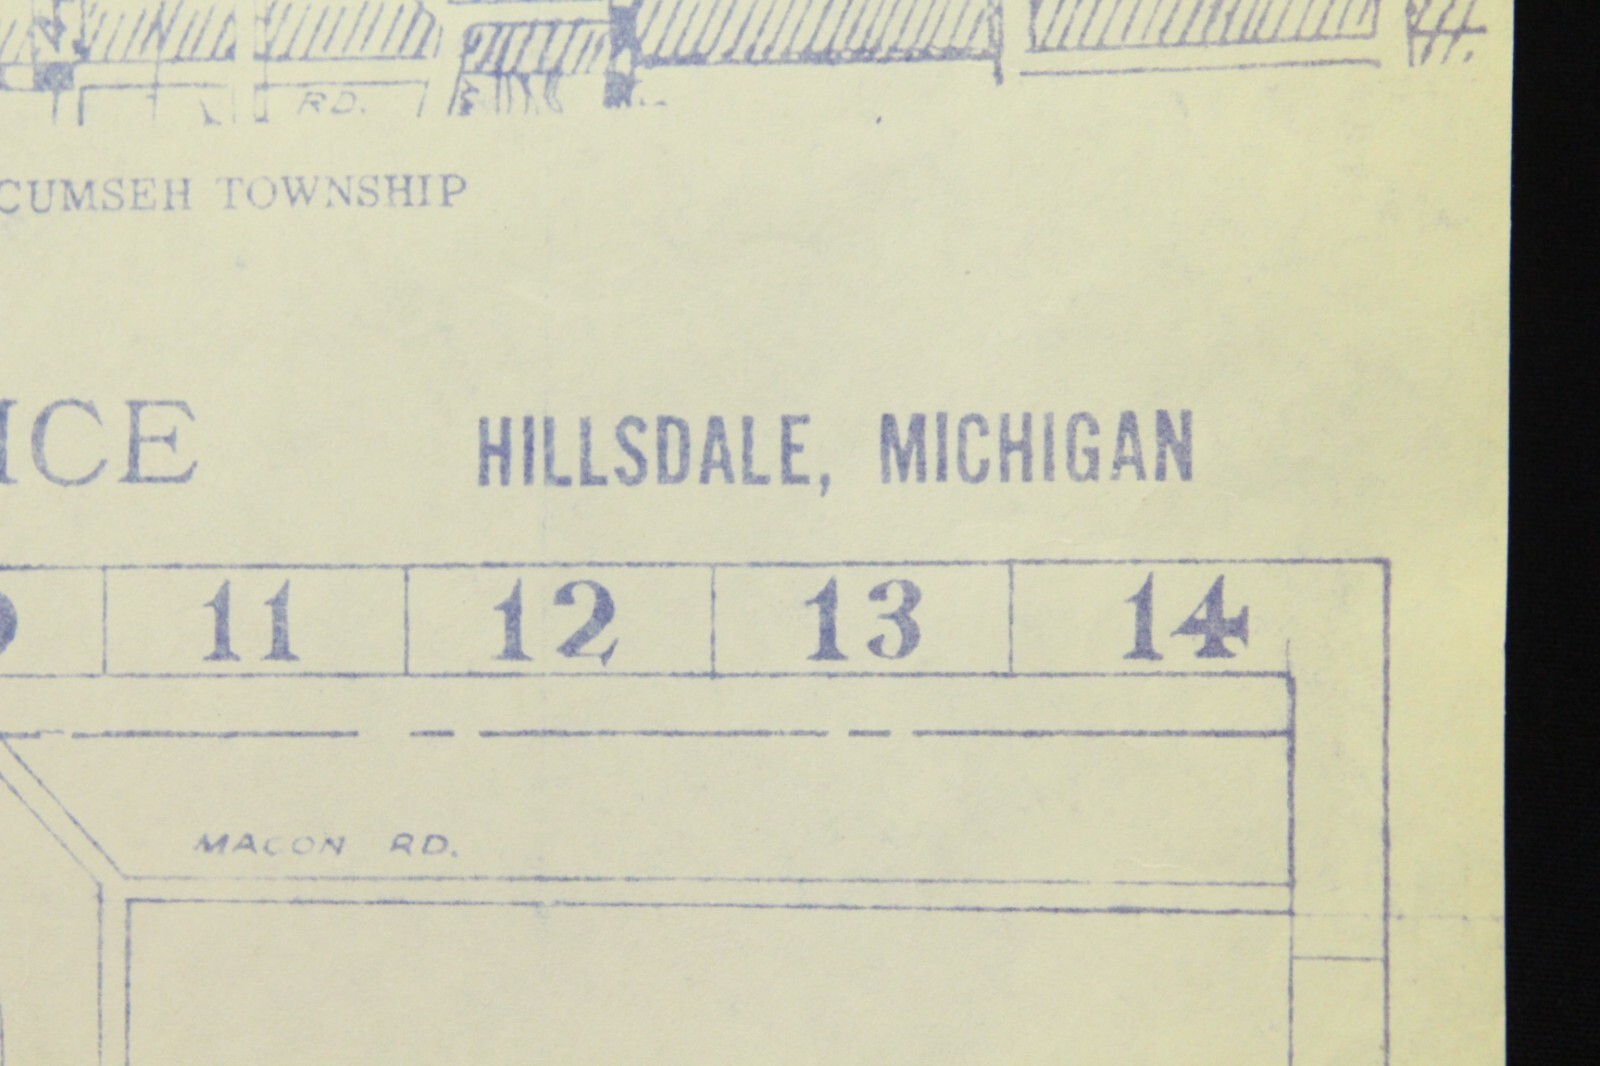 RD.
CUMSEH TOWNSHIP
ICE HILLSDALE, MICHIGAN
11 12 13 14
MACON RD.